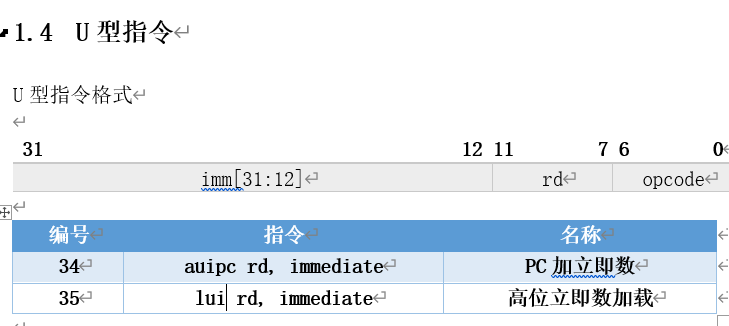 1.4 U 型指令
U 型指令格式
31 12 11 7 6 0
imm[31:12] rd opcode
编号 指令 名称
34 auipc rd, immediate PC 加立即数
35 lui rd, immediate 高位立即数加载